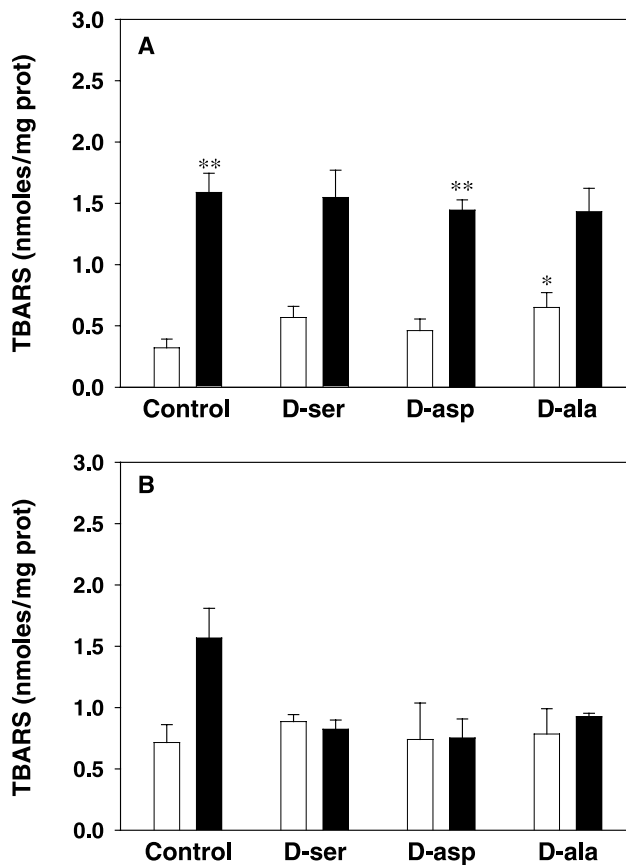 A
TBARS (nmoles/mg prot)
3.0
2.5
2.0
1.5
1.0
0.5
0.0
**
**
*
Control D-ser D-asp D-ala
B
TBARS (nmoles/mg prot)
3.0
2.5
2.0
1.5
1.0
0.5
0.0
Control D-ser D-asp D-ala